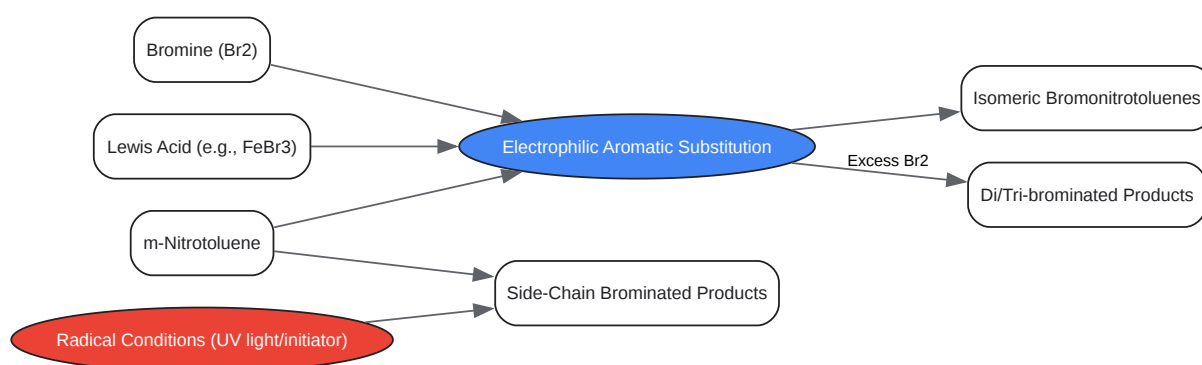 Bromine (Br2)
Lewis Acid (e.g., FeBr3)
m-Nitrotoluene
Radical Conditions (UV light/initiator)
Electrophilic Aromatic Substitution
Side-Chain Brominated Products
Excess Br2
Isomeric Bromonitrotoluenes
Di/Tri-brominated Products